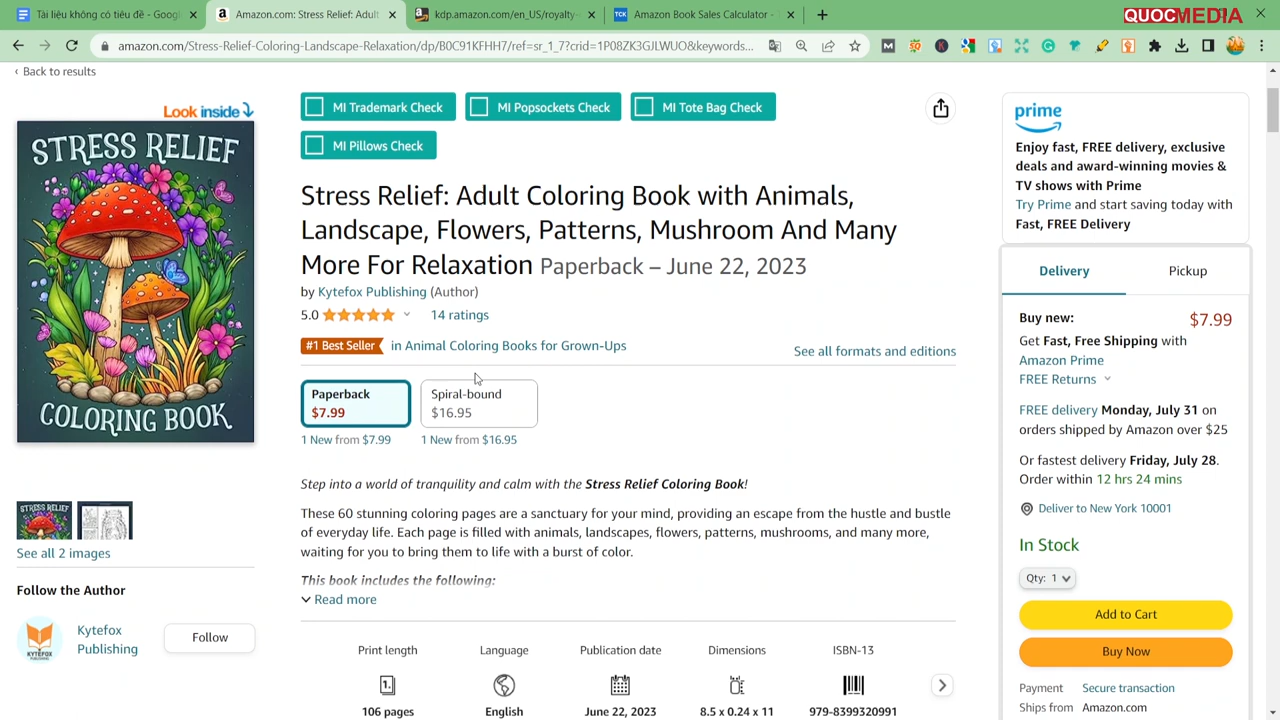 Tài liệu không có tiêu đề - Googl
Amazon.com: Stress Relief: Adult
kdp.amazon.com/en_US/royalty-
TCK
Amazon Book Sales Calculator -
QUOCMEDIA
amazon.com/Stress-Relief-Coloring-Landscape-Relaxation/dp/B0C91KFHH7/ref=sr_1_7?crid=1P08ZK3GJLWUO&keywords...
‹ Back to results
Look inside
STRESS RELIEF
COLORING BOOK
STRESS RELIEF
See all 2 images
Follow the Author
KYTEFOX
PUBLISHING
Kytefox
Publishing
Follow
MI Trademark Check
MI Popsockets Check
MI Tote Bag Check
MI Pillows Check
Stress Relief: Adult Coloring Book with Animals,
Landscape, Flowers, Patterns, Mushroom And Many
More For Relaxation Paperback – June 22, 2023
by Kytefox Publishing (Author)
5.0
14 ratings
#1 Best Seller in Animal Coloring Books for Grown-Ups
See all formats and editions
Paperback
$7.99
Spiral-bound
$16.95
1 New from $7.99
1 New from $16.95
Step into a world of tranquility and calm with the Stress Relief Coloring Book!
These 60 stunning coloring pages are a sanctuary for your mind, providing an escape from the hustle and bustle
of everyday life. Each page is filled with animals, landscapes, flowers, patterns, mushrooms, and many more,
waiting for you to bring them to life with a burst of color.
This book includes the following:
Read more
Print length
Language
Publication date
Dimensions
ISBN-13
106 pages
English
June 22, 2023
8.5 x 0.24 x 11
979-8399320991
prime
Enjoy fast, FREE delivery, exclusive
deals and award-winning movies &
TV shows with Prime
Try Prime and start saving today with
Fast, FREE Delivery
Delivery
Pickup
Buy new:
$7.99
Get Fast, Free Shipping with
Amazon Prime
FREE Returns
FREE delivery Monday, July 31 on
orders shipped by Amazon over $25
Or fastest delivery Friday, July 28.
Order within 12 hrs 24 mins
Deliver to New York 10001
In Stock
Qty: 1
Add to Cart
Buy Now
Payment
Secure transaction
Ships from
Amazon.com